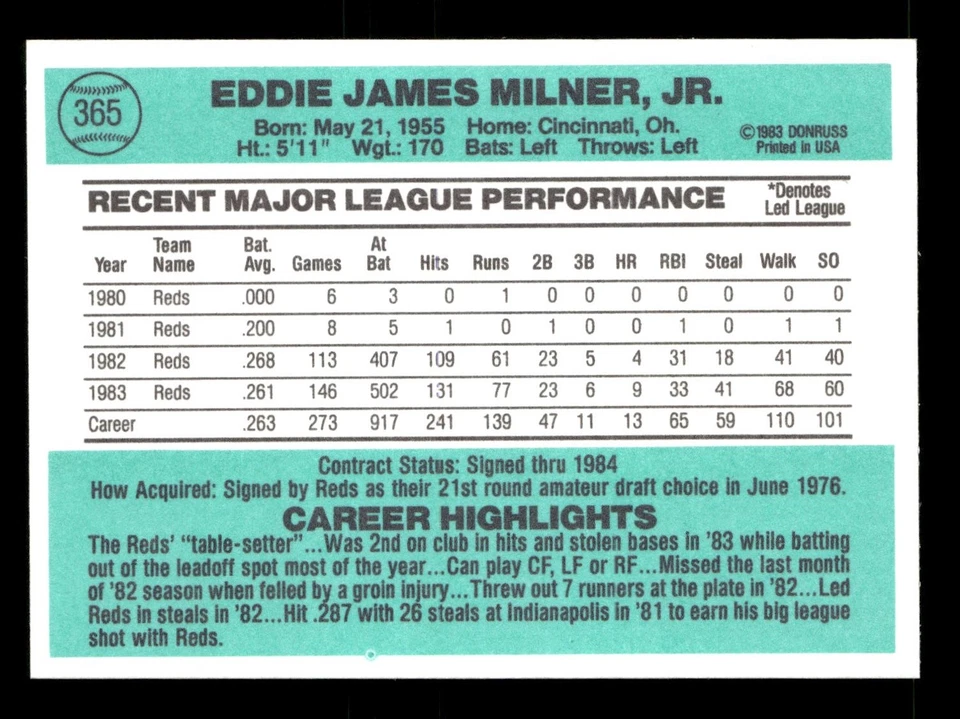 365
EDDIE JAMES MILNER, JR.
Born: May 21, 1955 Home: Cincinnati, Oh.
Ht.: 5'11" Wgt.: 170 Bats: Left Throws: Left
©1983 DONRUSS
Printed in USA
RECENT MAJOR LEAGUE PERFORMANCE
*Denotes
Led League
Year Team Name Bat. Avg. Games At Bat Hits Runs 2B 3B HR RBI Steal Walk SO
1980 Reds .000 6 3 0 1 0 0 0 0 0 0 0
1981 Reds .200 8 5 1 0 1 0 0 1 0 1 1
1982 Reds .268 113 407 109 61 23 5 4 31 18 41 40
1983 Reds .261 146 502 131 77 23 6 9 33 41 68 60
Career .263 273 917 241 139 47 11 13 65 59 110 101
Contract Status: Signed thru 1984
How Acquired: Signed by Reds as their 21st round amateur draft choice in June 1976.
CAREER HIGHLIGHTS
The Reds' "table-setter"...Was 2nd on club in hits and stolen bases in '83 while batting
out of the leadoff spot most of the year...Can play CF, LF or RF...Missed the last month
of '82 season when felled by a groin injury...Threw out 7 runners at the plate in '82...Led
Reds in steals in '82...Hit .287 with 26 steals at Indianapolis in '81 to earn his big league
shot with Reds.